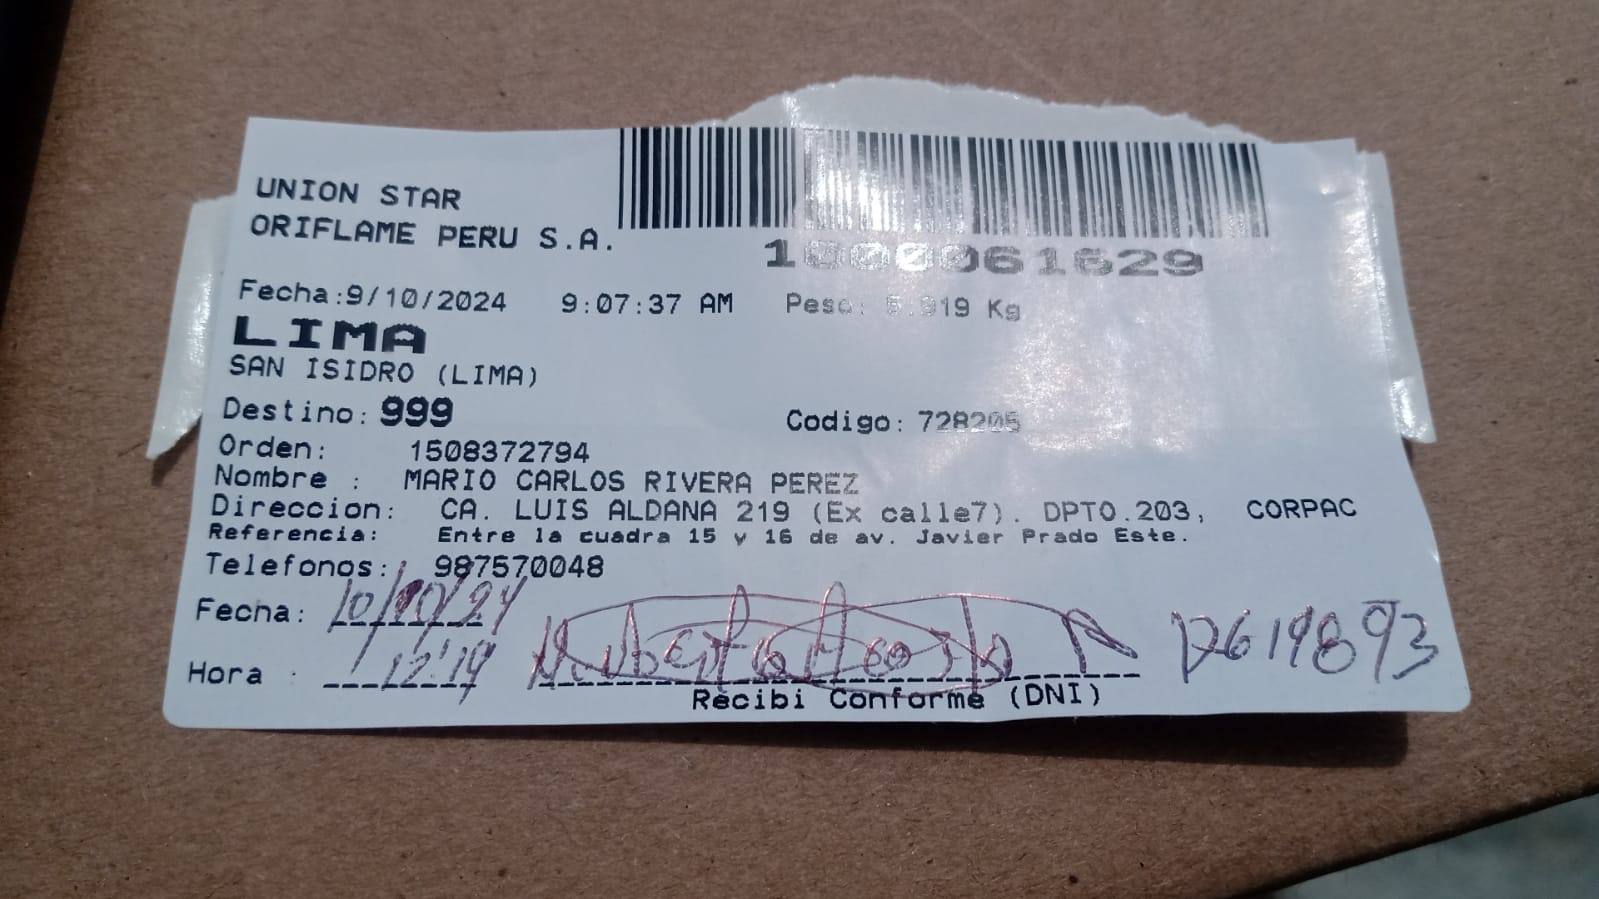 UNION STAR
ORIFLAME PERU S.A.
1000061629
Fecha:9/10/2024 9:07:37 AM Peso: 5.919 Kg
LIMA
SAN ISIDRO (LIMA)
Destino: 999 Codigo: 728205
Orden: 1508372794
Nombre : MARIO CARLOS RIVERA PEREZ
Direccion: CA. LUIS ALDANA 219 (Ex calle7). DPTO.203, CORPAC
Referencia: Entre la cuadra 15 y 16 de av. Javier Prado Este.
Telefonos: 987570048
Fecha: 10/10/24
Hora : 12:19
Recibi Conforme (DNI)